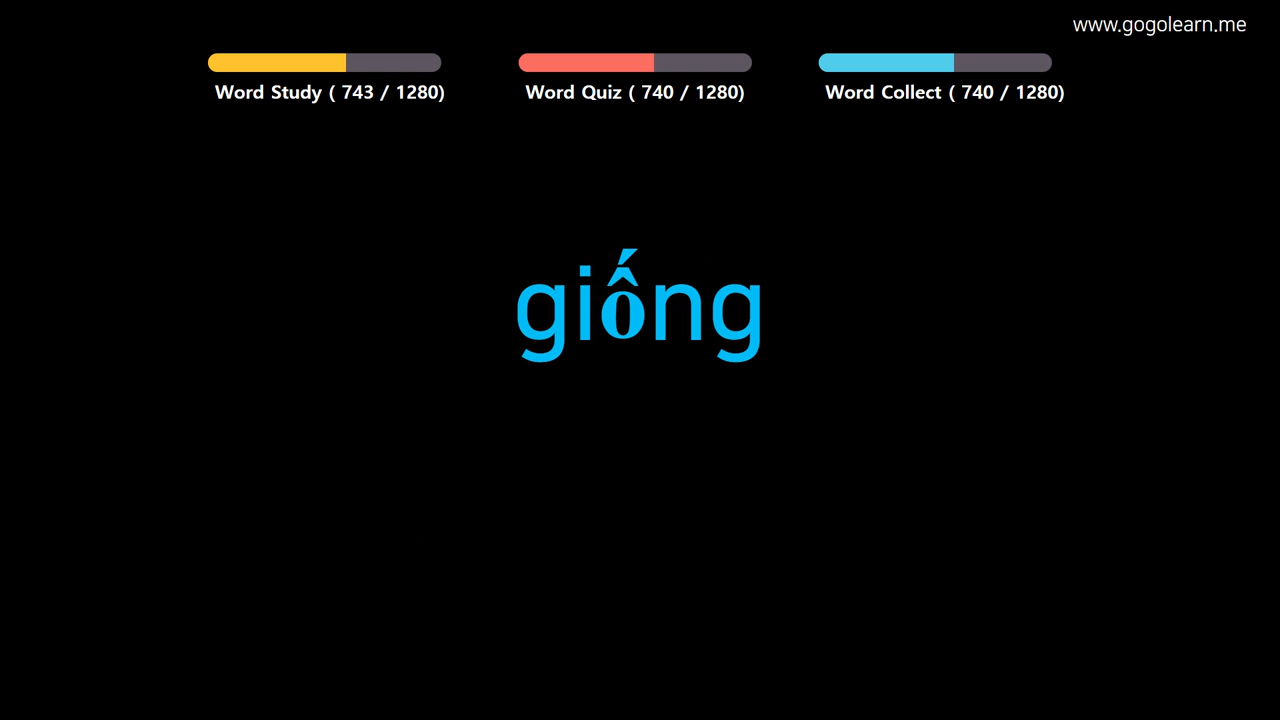 www.gogolearn.me
Word Study ( 743 / 1280)
Word Quiz ( 740 / 1280)
Word Collect ( 740 / 1280)
giống